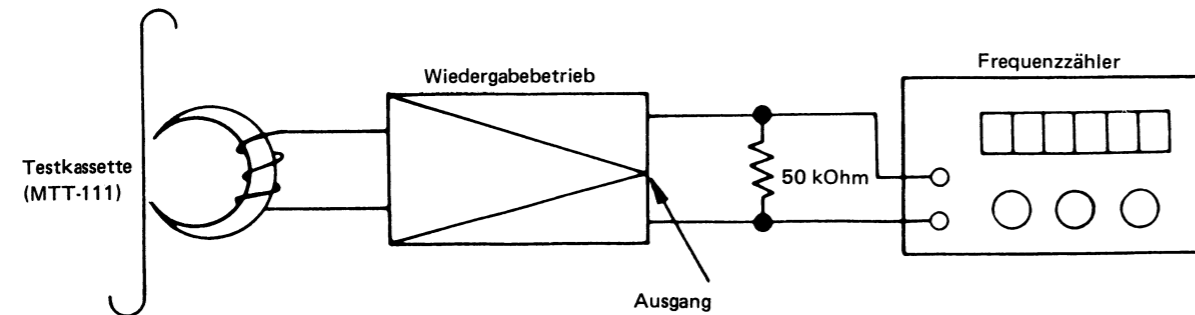 Frequenzzähler
Wiedergabebetrieb
Testkassette
(MTT-111)
50 kOhm
Ausgang